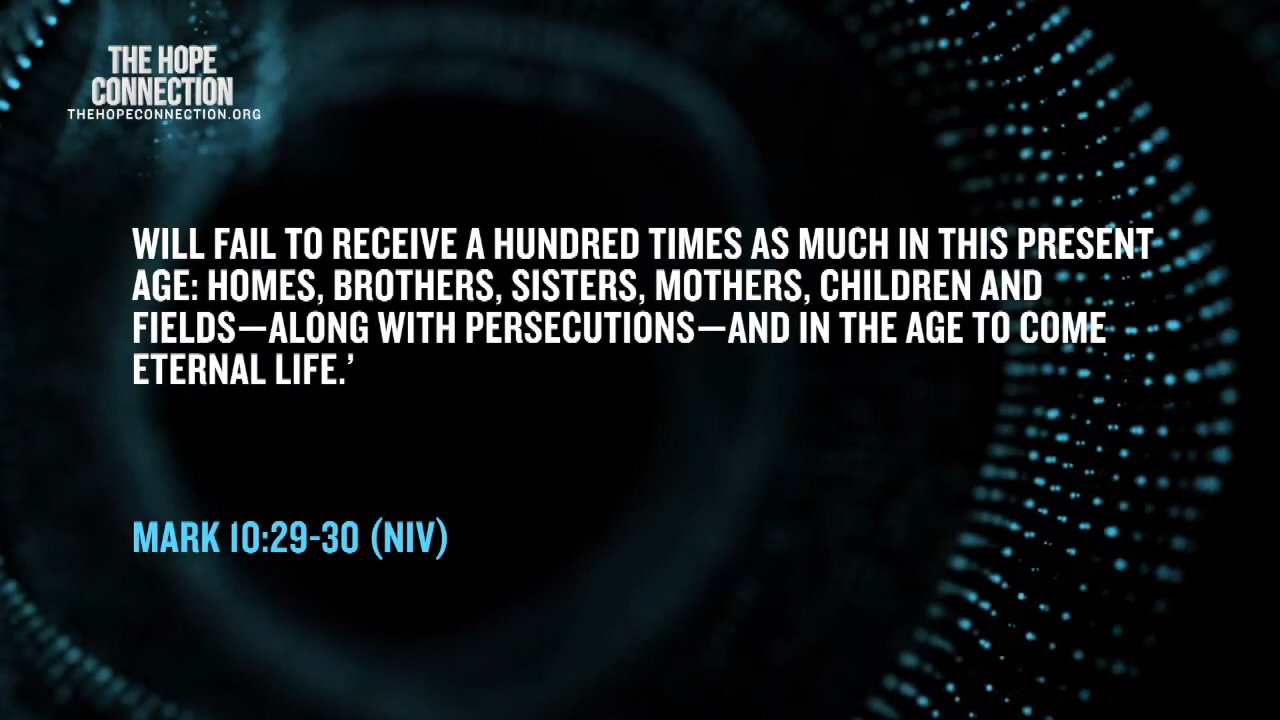 THE HOPE
CONNECTION
THEHOPECONNECTION.ORG
WILL FAIL TO RECEIVE A HUNDRED TIMES AS MUCH IN THIS PRESENT
AGE: HOMES, BROTHERS, SISTERS, MOTHERS, CHILDREN AND
FIELDS—ALONG WITH PERSECUTIONS—AND IN THE AGE TO COME
ETERNAL LIFE.’
MARK 10:29-30 (NIV)